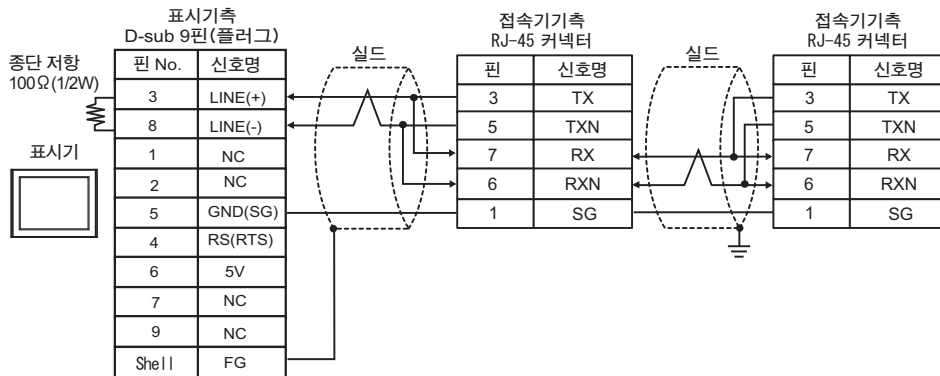 표시기측
D-sub 9핀(플러그)
종단 저항
100Ω(1/2W)
표시기
핀 No. 신호명
3 LINE(+)
8 LINE(-)
1 NC
2 NC
5 GND(SG)
4 RS(RTS)
6 5V
7 NC
9 NC
Shell FG
실드
접속기기측
RJ-45 커넥터
핀 신호명
3 TX
5 TXN
7 RX
6 RXN
1 SG
실드
접속기기측
RJ-45 커넥터
핀 신호명
3 TX
5 TXN
7 RX
6 RXN
1 SG